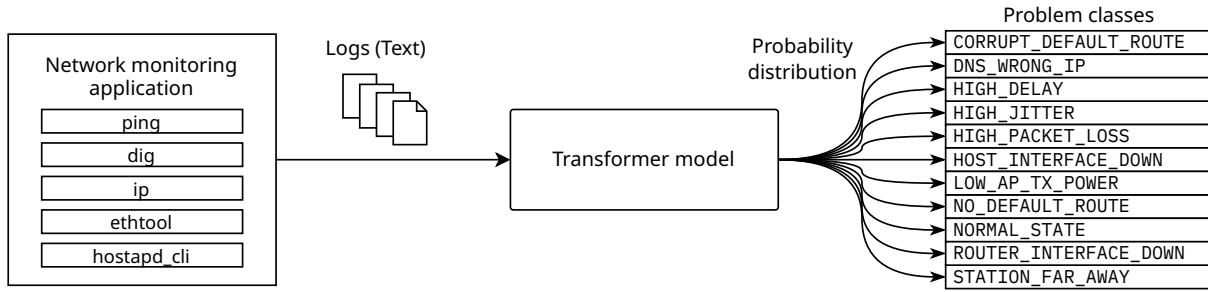 Network monitoring
application
ping
dig
ip
ethtool
hostapd_cli
Logs (Text)
Transformer model
Probability
distribution
Problem classes
CORRUPT_DEFAULT_ROUTE
DNS_WRONG_IP
HIGH_DELAY
HIGH_JITTER
HIGH_PACKET_LOSS
HOST_INTERFACE_DOWN
LOW_AP_TX_POWER
NO_DEFAULT_ROUTE
NORMAL_STATE
ROUTER_INTERFACE_DOWN
STATION_FAR_AWAY